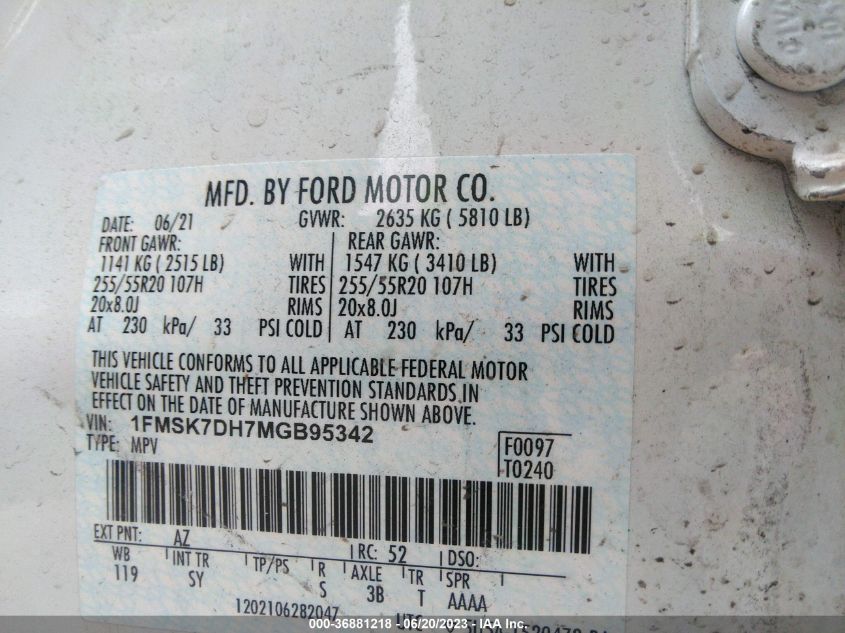 MFD. BY FORD MOTOR CO.
DATE: 06/21 GVWR: 2635 KG ( 5810 LB)
FRONT GAWR: REAR GAWR:
1141 KG ( 2515 LB) WITH 1547 KG ( 3410 LB) WITH
255/55R20 107H TIRES 255/55R20 107H TIRES
20x8.0J RIMS 20x8.0J RIMS
AT 230 kPa/ 33 PSI COLD AT 230 kPa/ 33 PSI COLD
THIS VEHICLE CONFORMS TO ALL APPLICABLE FEDERAL MOTOR
VEHICLE SAFETY AND THEFT PREVENTION STANDARDS IN
EFFECT ON THE DATE OF MANUFACTURE SHOWN ABOVE.
VIN: 1FMSK7DH7MGB95342
TYPE: MPV
F0097
T0240
EXT PNT: AZ RC: 52 DSO:
WB INT TR TP/PS R AXLE TR SPR
119 SY S 3B T AAAA
1202106282047 UTC
000-36881218 - 06/20/2023 - IAA Inc.